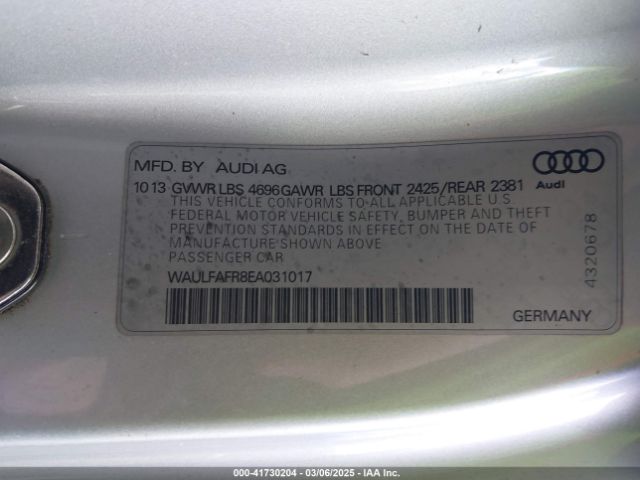 MFD. BY AUDI AG
10 13 GVWR LBS 4696 GAWR LBS FRONT 2425/REAR 2381
Audi
THIS VEHICLE CONFORMS TO ALL APPLICABLE U.S
FEDERAL MOTOR VEHICLE SAFETY, BUMPER AND THEFT
PREVENTION STANDARDS IN EFFECT ON THE DATE OF
MANUFACTURE SHOWN ABOVE
PASSENGER CAR
WAULFAFR8EA031017
4320678
GERMANY
000-41730204 — 03/06/2025 — IAA Inc.